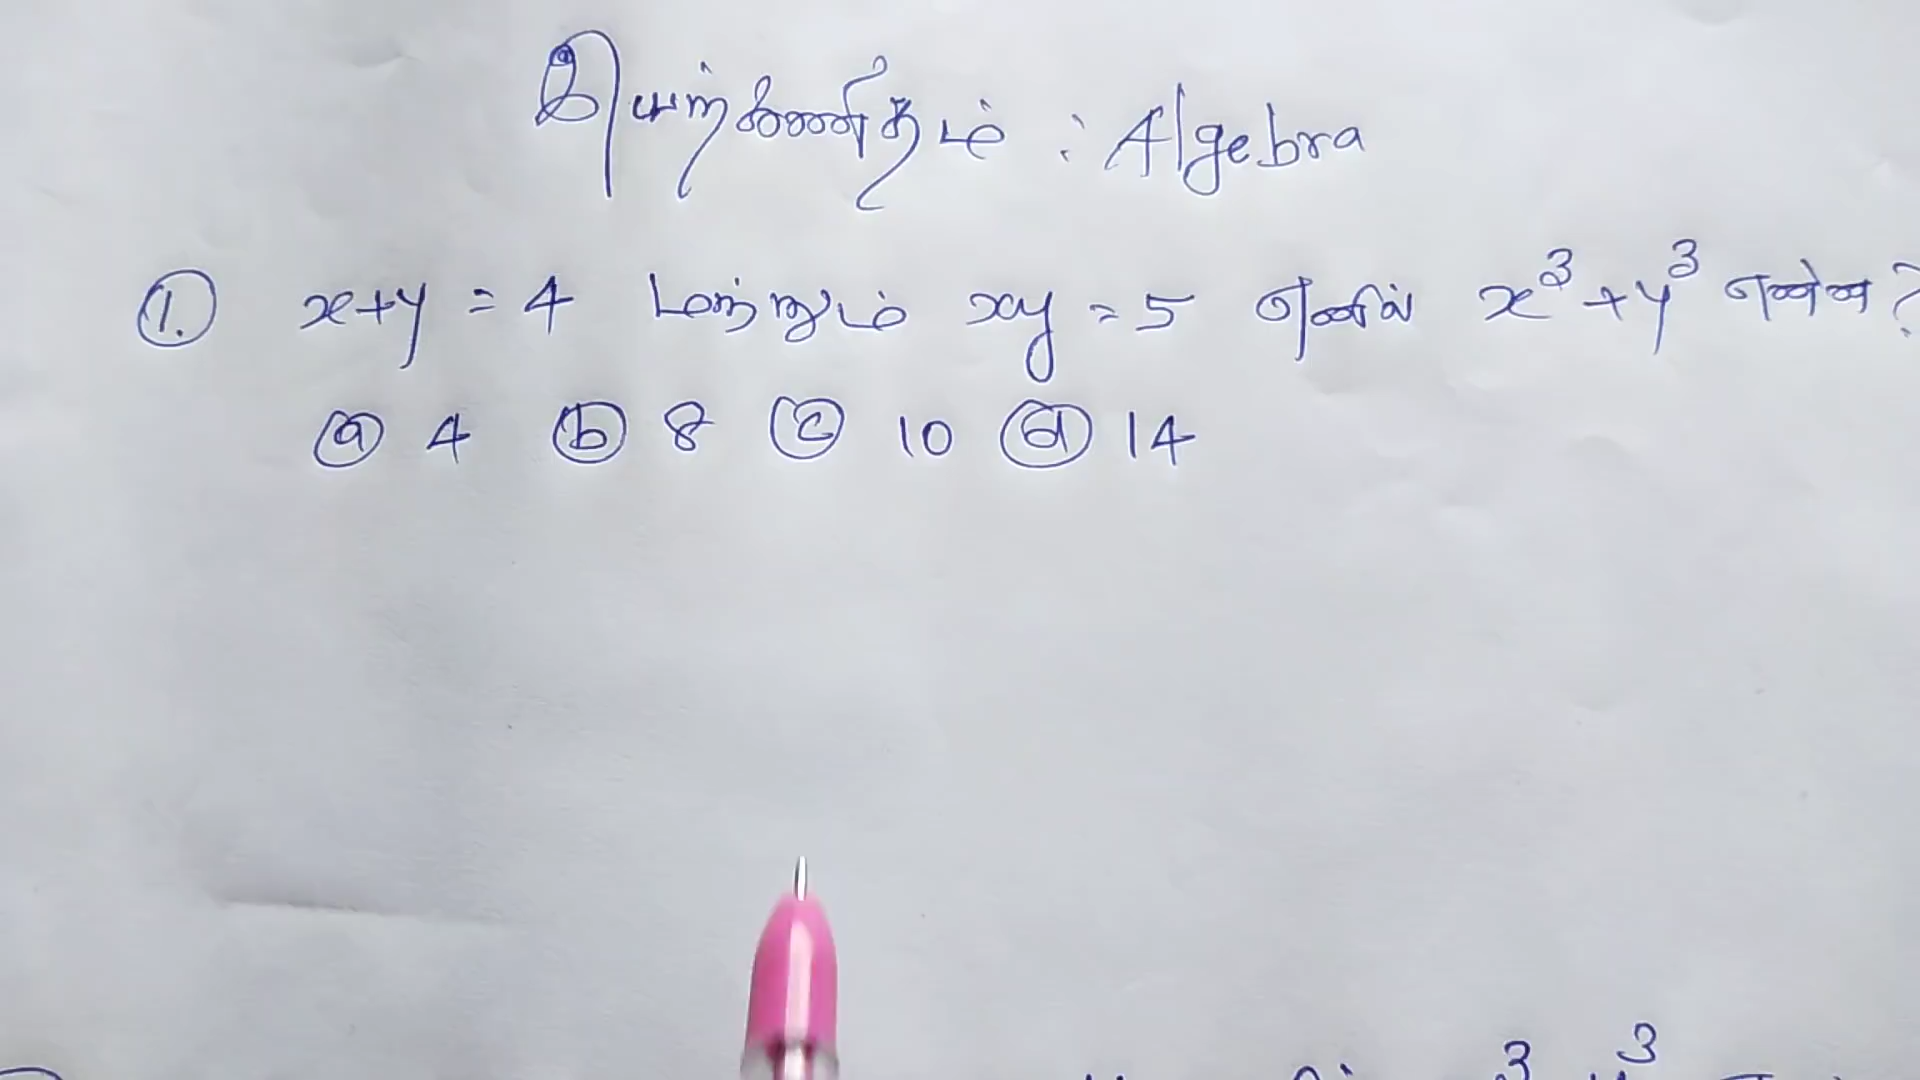 இயற்கணிதம் : Algebra
①. x+y = 4 மற்றும் xy = 5 எனில் x³+y³ என்ன?
ⓐ 4 ⓑ 8 ⓒ 10 ⓓ 14